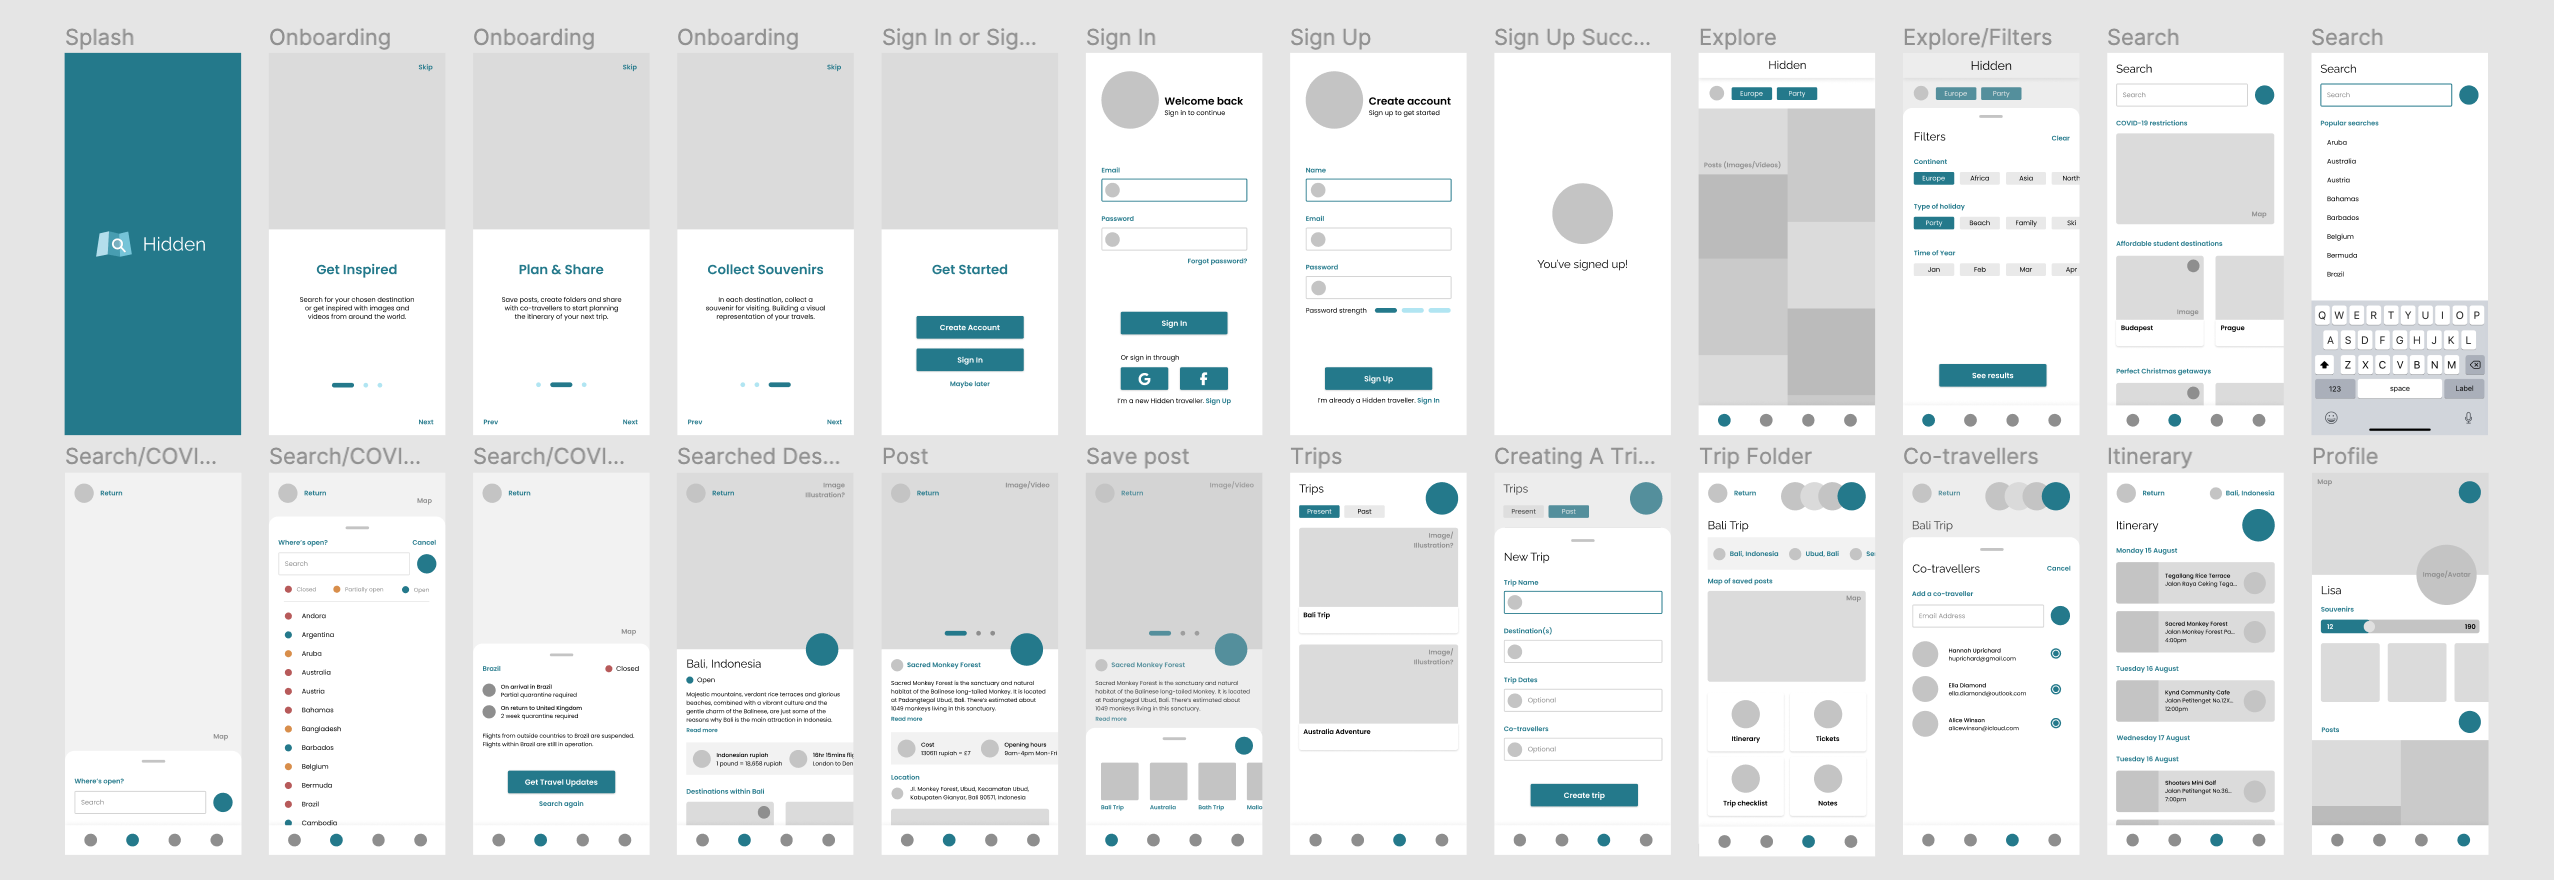 Splash
Hidden
Onboarding
Skip
Get Inspired
Search for your chosen destination
or get inspired with images and
videos from around the world.
Next
Onboarding
Skip
Plan & Share
Save posts, create folders and share
with co-travellers to start planning
the itinerary of your next trip.
Prev
Next
Onboarding
Skip
Collect Souvenirs
In each destination, collect a
souvenir for visiting. Building a visual
representation of your travels.
Prev
Next
Sign In or Sig...
Get Started
Create Account
Sign In
Maybe later
Sign In
Welcome back
Sign in to continue
Email
Password
Forgot password?
Sign In
Or sign in through
G
f
I'm a new Hidden traveller. Sign Up
Sign Up
Create account
Sign up to get started
Name
Email
Password
Password strength
Sign Up
I'm already a Hidden traveller. Sign In
Sign Up Succ...
You've signed up!
Explore
Hidden
Europe
Party
Posts (Images/Videos)
Explore/Filters
Hidden
Europe
Party
Filters
Clear
Continent
Europe
Africa
Asia
North
Type of holiday
Party
Beach
Family
Ski
Time of Year
Jan
Feb
Mar
Apr
See results
Search
Search
Search
COVID-19 restrictions
Map
Affordable student destinations
Image
Budapest
Prague
Perfect Christmas getaways
Search
Search
Search
Popular searches
Aruba
Australia
Austria
Bahamas
Barbados
Belgium
Bermuda
Brazil
Q W E R T Y U I O P
A S D F G H J K L
Z X C V B N M
123
space
Label
Search/COVI...
Return
Map
Where's open?
Search
Search/COVI...
Return
Map
Where's open?
Cancel
Search
Closed
Partially open
Open
Andora
Argentina
Aruba
Australia
Austria
Bahamas
Bangladesh
Barbados
Belgium
Bermuda
Brazil
Cambodia
Search/COVI...
Return
Map
Brazil
Closed
On arrival in Brazil
Partial quarantine required
On return to United Kingdom
2 week quarantine required
Flights from outside countries to Brazil are suspended.
Flights within Brazil are still in operation.
Get Travel Updates
Search again
Searched Des...
Return
Image
Illustration?
Bali, Indonesia
Open
Majestic mountains, verdant rice terraces and glorious
beaches, combined with a vibrant culture and the
gentle charm of the Balinese, are just some of the
reasons why Bali is the main attraction in Indonesia.
Read more
Indonesian rupiah
1 pound = 18,658 rupiah
16hr 15mins flig
London to Den
Destinations within Bali
Post
Return
Image/Video
Sacred Monkey Forest
Sacred Monkey Forest is the sanctuary and natural
habitat of the Balinese long-tailed Monkey. It is located
at Padangtegal Ubud, Bali. There's estimated about
1049 monkeys living in this sanctuary.
Read more
Cost
130611 rupiah = £7
Opening hours
9am-4pm Mon-Fri
Location
Jl. Monkey Forest, Ubud, Kecamatan Ubud,
Kabupaten Gianyar, Bali 80571, Indonesia
Save post
Return
Image/Video
Sacred Monkey Forest
Sacred Monkey Forest is the sanctuary and natural
habitat of the Balinese long-tailed Monkey. It is located
at Padangtegal Ubud, Bali. There's estimated about
1049 monkeys living in this sanctuary.
Read more
Bali Trip
Australia
Bath Trip
Trips
Trips
Present
Past
Image/
Illustration?
Bali Trip
Image/
Illustration?
Australia Adventure
Creating A Tri...
Trips
Present
Past
New Trip
Trip Name
Destination(s)
Trip Dates
Optional
Co-travellers
Optional
Create trip
Trip Folder
Return
Bali Trip
Bali, Indonesia
Ubud, Bali
Se
Map of saved posts
Map
Itinerary
Tickets
Trip checklist
Notes
Co-travellers
Return
Bali Trip
Co-travellers
Cancel
Add a co-traveller
Email Address
Hannah Uprichard
huprichard@gmail.com
Ella Diamond
ella.diamond@outlook.com
Alice Winson
alicewinson@icloud.com
Itinerary
Return
Bali, Indonesia
Itinerary
Monday 15 August
Tegallang Rice Terrace
Jalan Raya Ceking Tega...
Sacred Monkey Forest
Jalan Monkey Forest Pa...
4:00pm
Tuesday 16 August
Kynd Community Cafe
Jalan Petitenget No.12X...
12:00pm
Wednesday 17 August
Tuesday 16 August
Shooters Mini Golf
Jalan Petitenget No.36...
7:00pm
Profile
Map
Image/Avatar
Lisa
Souvenirs
12
190
Posts